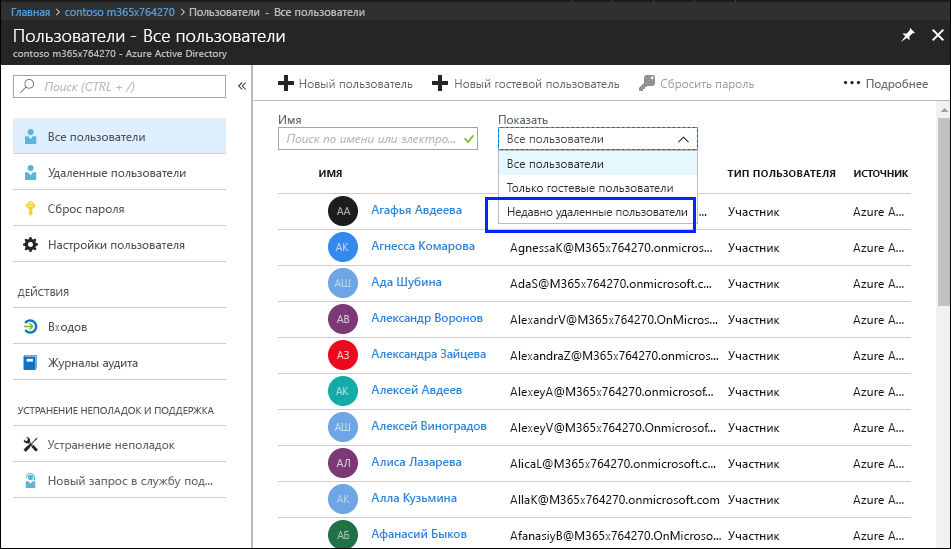 Главная > contoso m365x764270 > Пользователи - Все пользователи
Пользователи - Все пользователи
contoso m365x764270 – Azure Active Directory
Поиск (CTRL + /)
«
Все пользователи
Удаленные пользователи
Сброс пароля
Настройки пользователя
ДЕЙСТВИЯ
Входов
Журналы аудита
УСТРАНЕНИЕ НЕПОЛАДОК И ПОДДЕРЖКА
Устранение неполадок
Новый запрос в службу под...
Новый пользователь Новый гостевой пользователь Сбросить пароль ••• Подробнее
Имя Показать
Поиск по имени или электро... Все пользователи
Все пользователи
Только гостевые пользователи
Недавно удаленные пользователи
ИМЯ ТИП ПОЛЬЗОВАТЕЛЯ ИСТОЧНИК
АА Агафья Авдеева ... Участник Azure A...
АК Агнесса Комарова AgnessaK@M365x764270.onmicros... Участник Azure A...
АШ Ада Шубина AdaS@M365x764270.onmicrosoft.c... Участник Azure A...
АВ Александр Воронов AlexandrV@M365x764270.OnMicros... Участник Azure A...
АЗ Александра Зайцева AlexandraZ@M365x764270.onmicros... Участник Azure A...
АК Алексей Авдеев AlexeyA@M365x764270.onmicrosof... Участник Azure A...
АШ Алексей Виноградов AlexeyV@M365x764270.onmicrosof... Участник Azure A...
АЛ Алиса Лазарева AlicaL@M365x764270.onmicrosoft.c... Участник Azure A...
АК Алла Кузьмина AllaK@M365x764270.onmicrosoft.com Участник Azure A...
АБ Афанасий Быков AfanasiyB@M365x764270.onmicros... Участник Azure A...